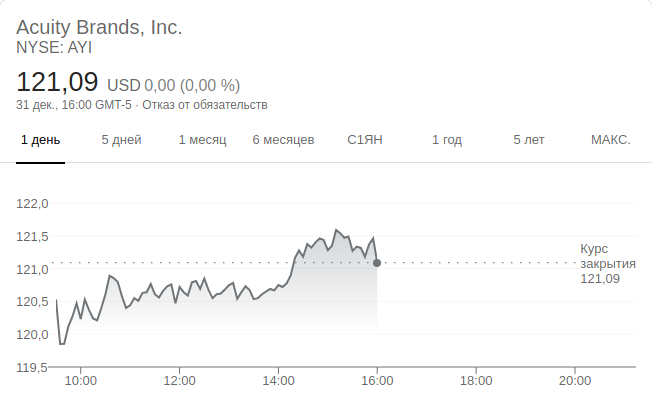 Acuity Brands, Inc.
NYSE: AYI
121,09 USD 0,00 (0,00 %)
31 дек., 16:00 GMT-5 · Отказ от обязательств
1 день 5 дней 1 месяц 6 месяцев С1ЯН 1 год 5 лет МАКС.
122,0
121,5
Курс
закрытия
121,09
121,0
120,5
120,0
119,5
10:00 12:00 14:00 16:00 18:00 20:00